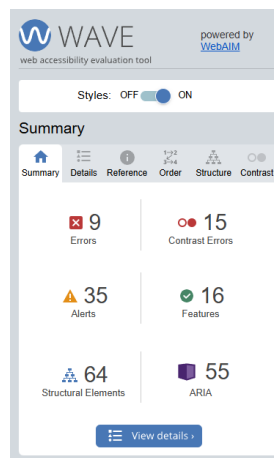 WAVE
web accessibility evaluation tool
powered by
WebAIM
Styles: OFF ON
Summary
Summary Details Reference Order Structure Contrast
9
Errors
15
Contrast Errors
35
Alerts
16
Features
64
Structural Elements
55
ARIA
View details ›